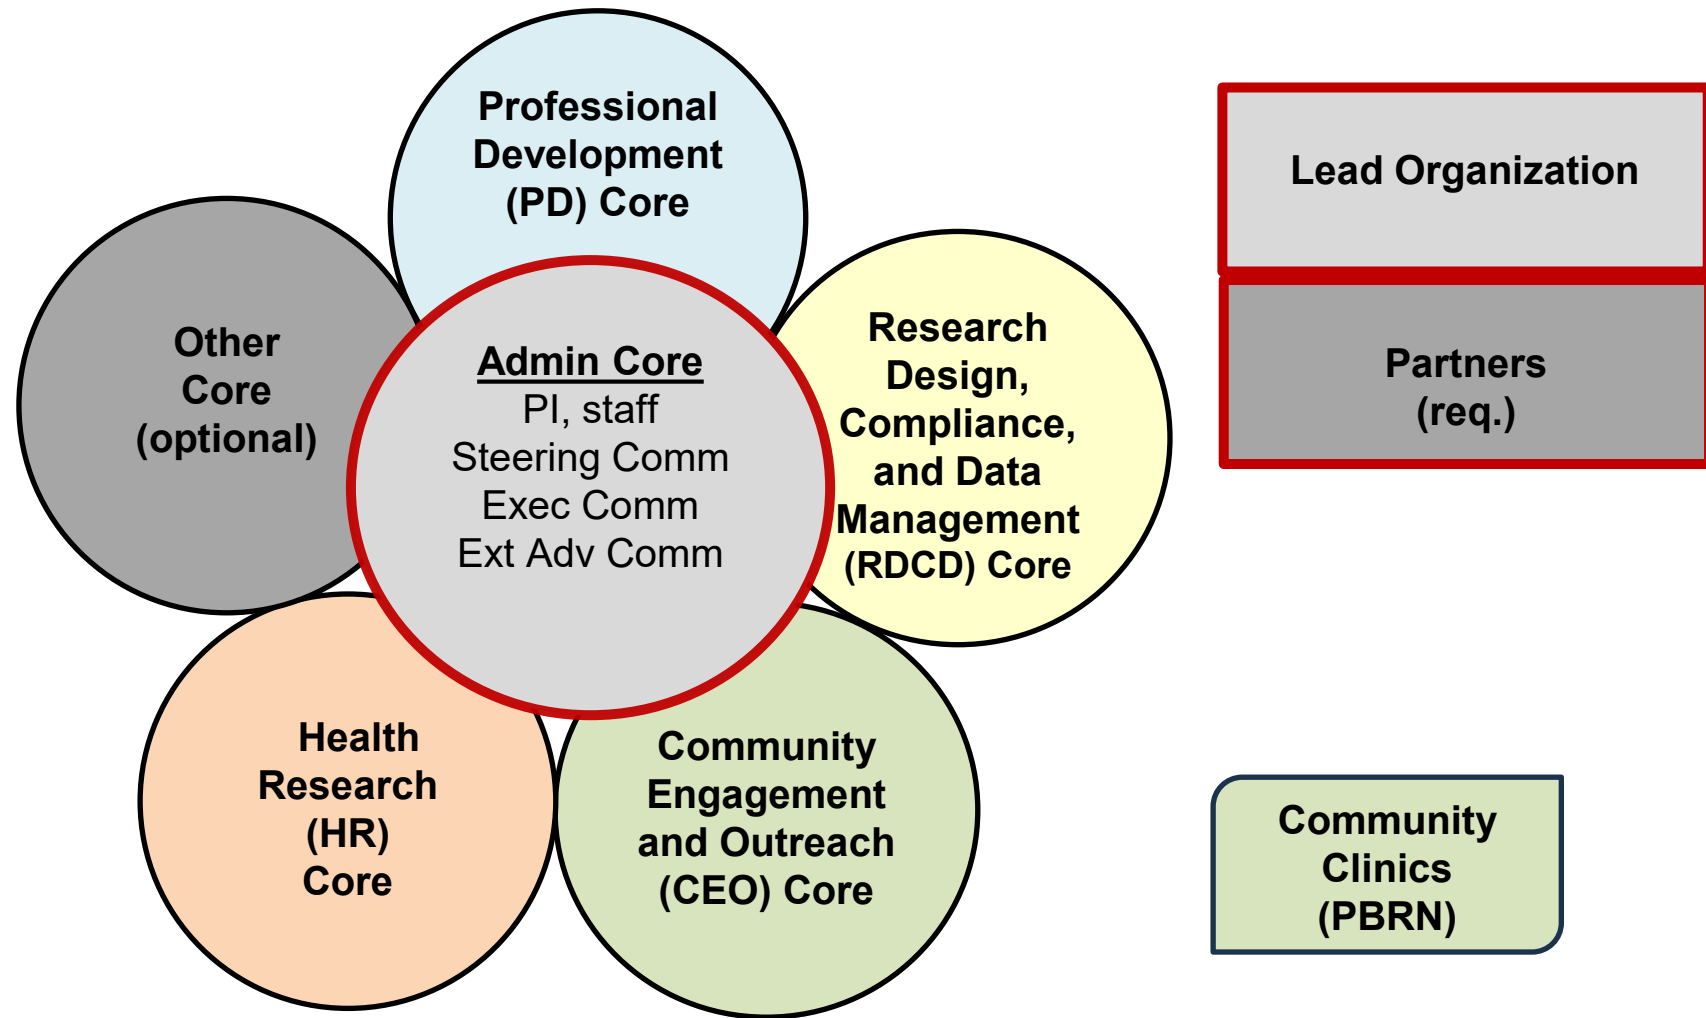 Professional
Development
(PD) Core
Other
Core
(optional)
Admin Core
PI, staff
Steering Comm
Exec Comm
Ext Adv Comm
Research
Design,
Compliance,
and Data
Management
(RDCD) Core
Health
Research
(HR)
Core
Community
Engagement
and Outreach
(CEO) Core
Lead Organization
Partners
(req.)
Community
Clinics
(PBRN)